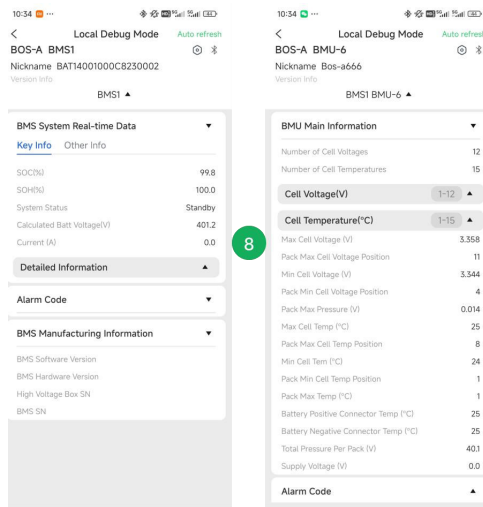 10:34 ··· 5G 5G 44
Local Debug Mode Auto refresh
BOS-A BMS1
Nickname BAT14001000C8230002
Version Info
BMS1 ▲
BMS System Real-time Data ▼
Key Info Other Info
SOC(%) 99.8
SOH(%) 100.0
System Status Standby
Calculated Batt Voltage(V) 401.2
Current (A) 0.0
Detailed Information ▲
Alarm Code ▼
BMS Manufacturing Information ▼
BMS Software Version
BMS Hardware Version
High Voltage Box SN
BMS SN
8
10:34 ··· 5G 5G 44
Local Debug Mode Auto refresh
BOS-A BMU-6
Nickname Bos-a666
Version Info
BMS1 BMU-6 ▲
BMU Main Information ▼
Number of Cell Voltages 12
Number of Cell Temperatures 15
Cell Voltage(V) 1-12 ▲
Cell Temperature(°C) 1-15 ▲
Max Cell Voltage (V) 3.358
Pack Max Cell Voltage Position 11
Min Cell Voltage (V) 3.344
Pack Min Cell Voltage Position 4
Pack Max Pressure (V) 0.014
Max Cell Temp (°C) 25
Pack Max Cell Temp Position 8
Min Cell Tem (°C) 24
Pack Min Cell Temp Position 1
Pack Max Temp (°C) 1
Battery Positive Connector Temp (°C) 25
Battery Negative Connector Temp (°C) 25
Total Pressure Per Pack (V) 40.1
Supply Voltage (V) 0.0
Alarm Code ▲